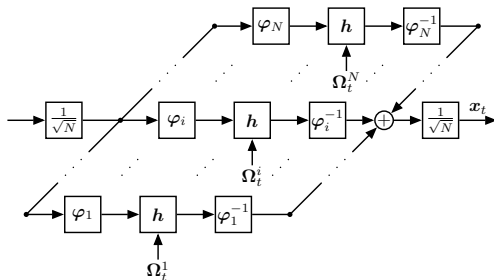 φ_N h φ_N^{-1}
Ω_t^N
1/√N φ_i h φ_i^{-1} + 1/√N x_t
Ω_t^i
φ_1 h φ_1^{-1}
Ω_t^1